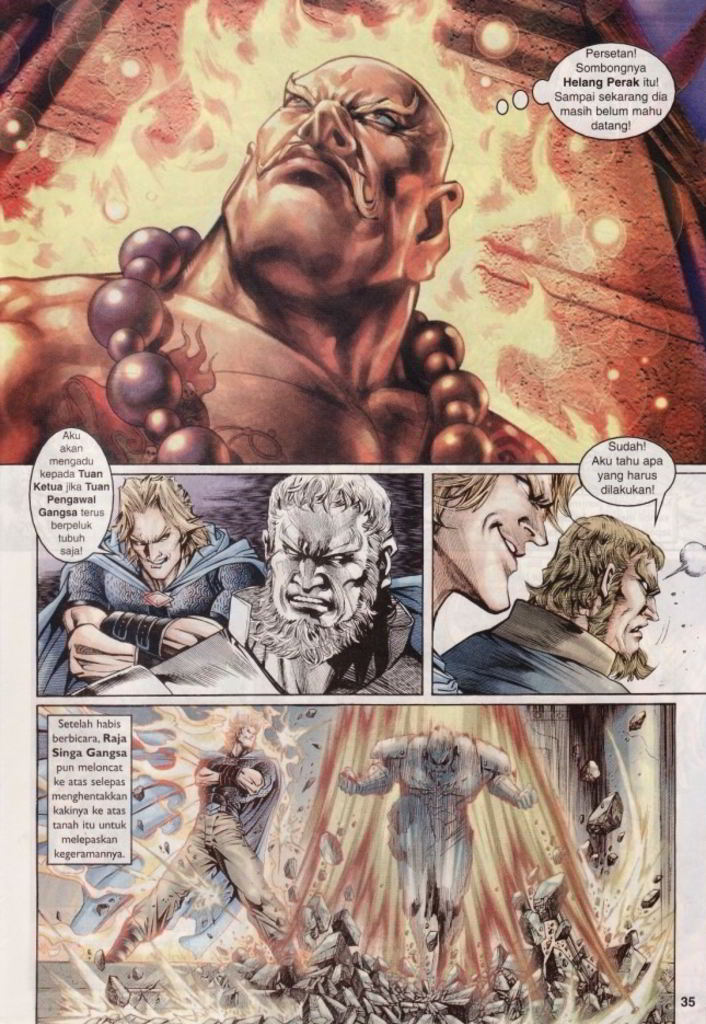 Persetan!
Sombongnya
Helang Perak itu!
Sampai sekarang dia
masih belum mahu
datang!
Aku
akan
mengadu
kepada Tuan
Ketua jika Tuan
Pengawal
Gangsa terus
berpeluk
tubuh
saja!
Sudah!
Aku tahu apa
yang harus
dilakukan!
Setelah habis
berbicara, Raja
Singa Gangsa
pun meloncat
ke atas selepas
menghentakkan
kakinya ke atas
tanah itu untuk
melepaskan
kegeramannya.
35